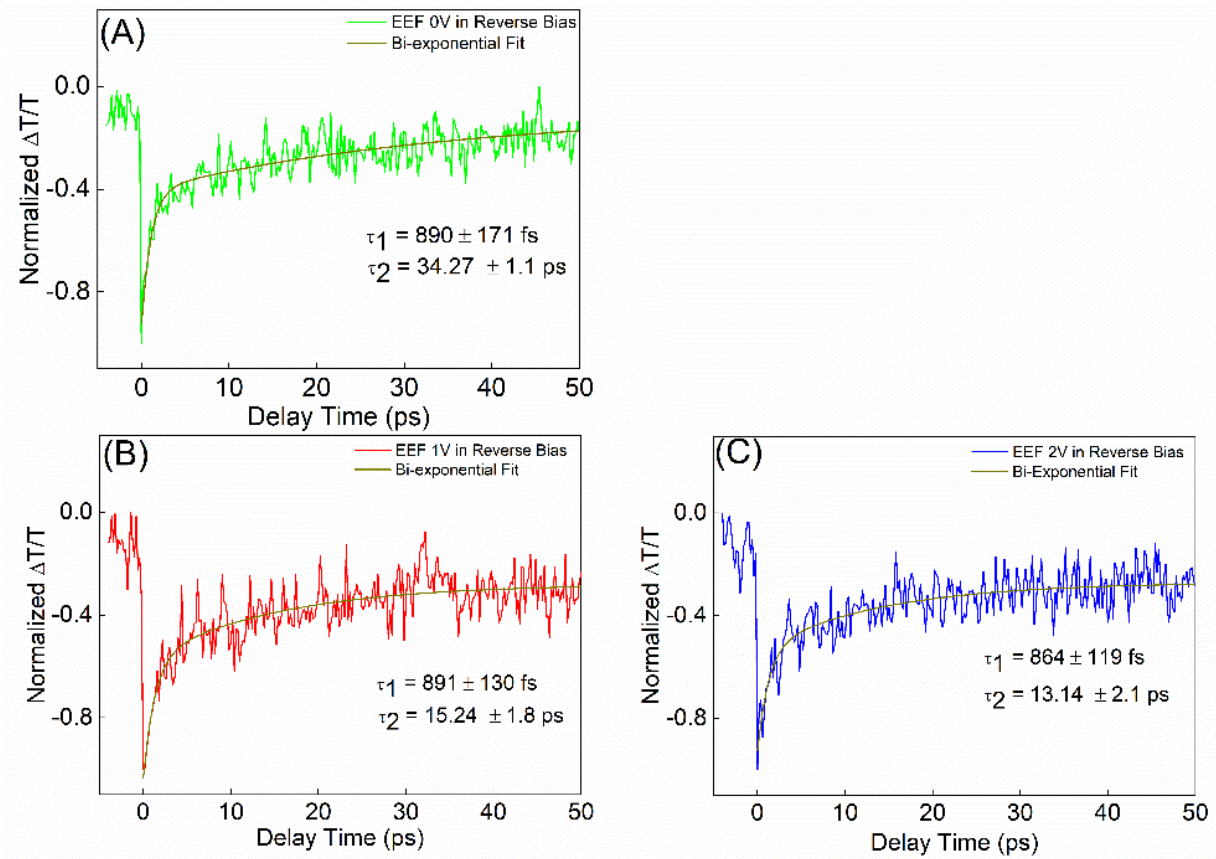 (A)
EEF 0V in Reverse Bias
Bi-exponential Fit
0.0
-0.4
-0.8
Normalized ΔT/T
τ1 = 890 ± 171 fs
τ2 = 34.27 ± 1.1 ps
0 10 20 30 40 50
Delay Time (ps)
(B)
EEF 1V in Reverse Bias
Bi-exponential Fit
0.0
-0.4
-0.8
Normalized ΔT/T
τ1 = 891 ± 130 fs
τ2 = 15.24 ± 1.8 ps
0 10 20 30 40 50
Delay Time (ps)
(C)
EEF 2V in Reverse Bias
Bi-Exponential Fit
0.0
-0.4
-0.8
Normalized ΔT/T
τ1 = 864 ± 119 fs
τ2 = 13.14 ± 2.1 ps
0 10 20 30 40 50
Delay Time (ps)